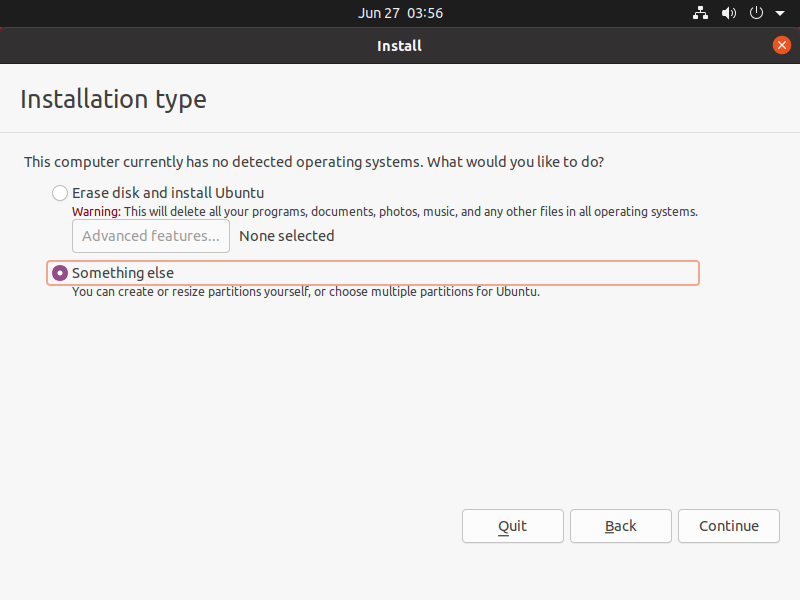 Jun 27 03:56
Install
Installation type
This computer currently has no detected operating systems. What would you like to do?
Erase disk and install Ubuntu
Warning: This will delete all your programs, documents, photos, music, and any other files in all operating systems.
Advanced features... None selected
Something else
You can create or resize partitions yourself, or choose multiple partitions for Ubuntu.
Quit Back Continue